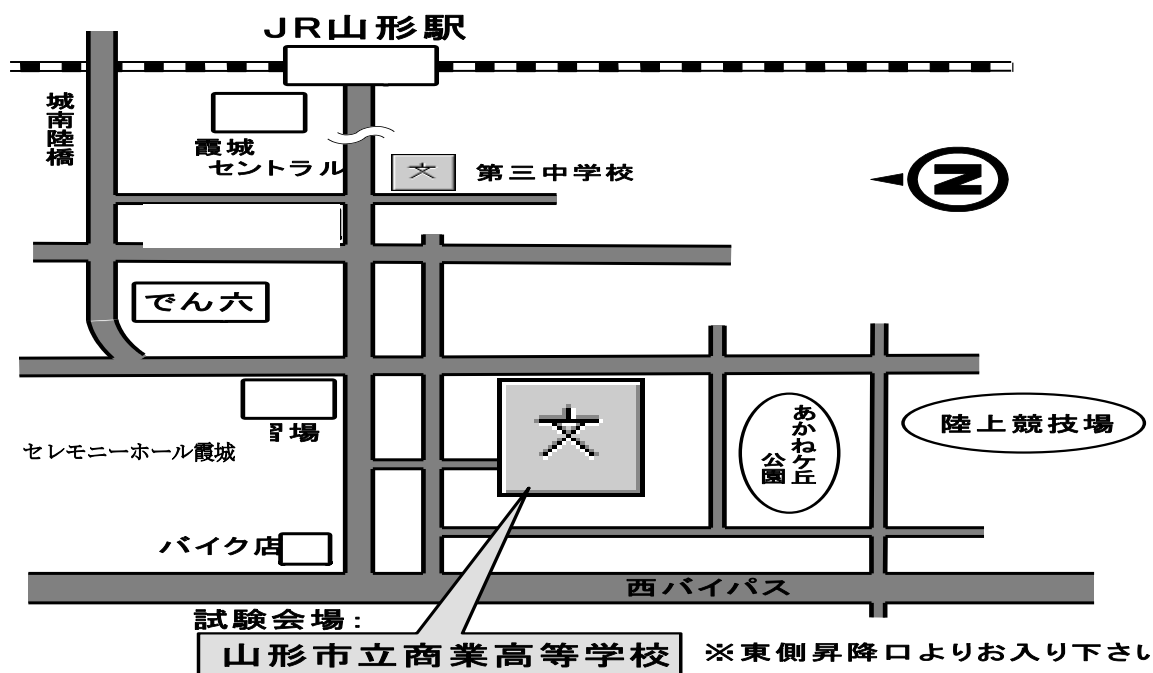 JR山形駅
城南陸橋
霞城
セントラル
文
第三中学校
N
でん六
習場
セレモニーホール霞城
文
あかねケ丘
公園
陸上競技場
バイク店
西バイパス
試験会場:
山形市立商業高等学校
※東側昇降口よりお入り下さい